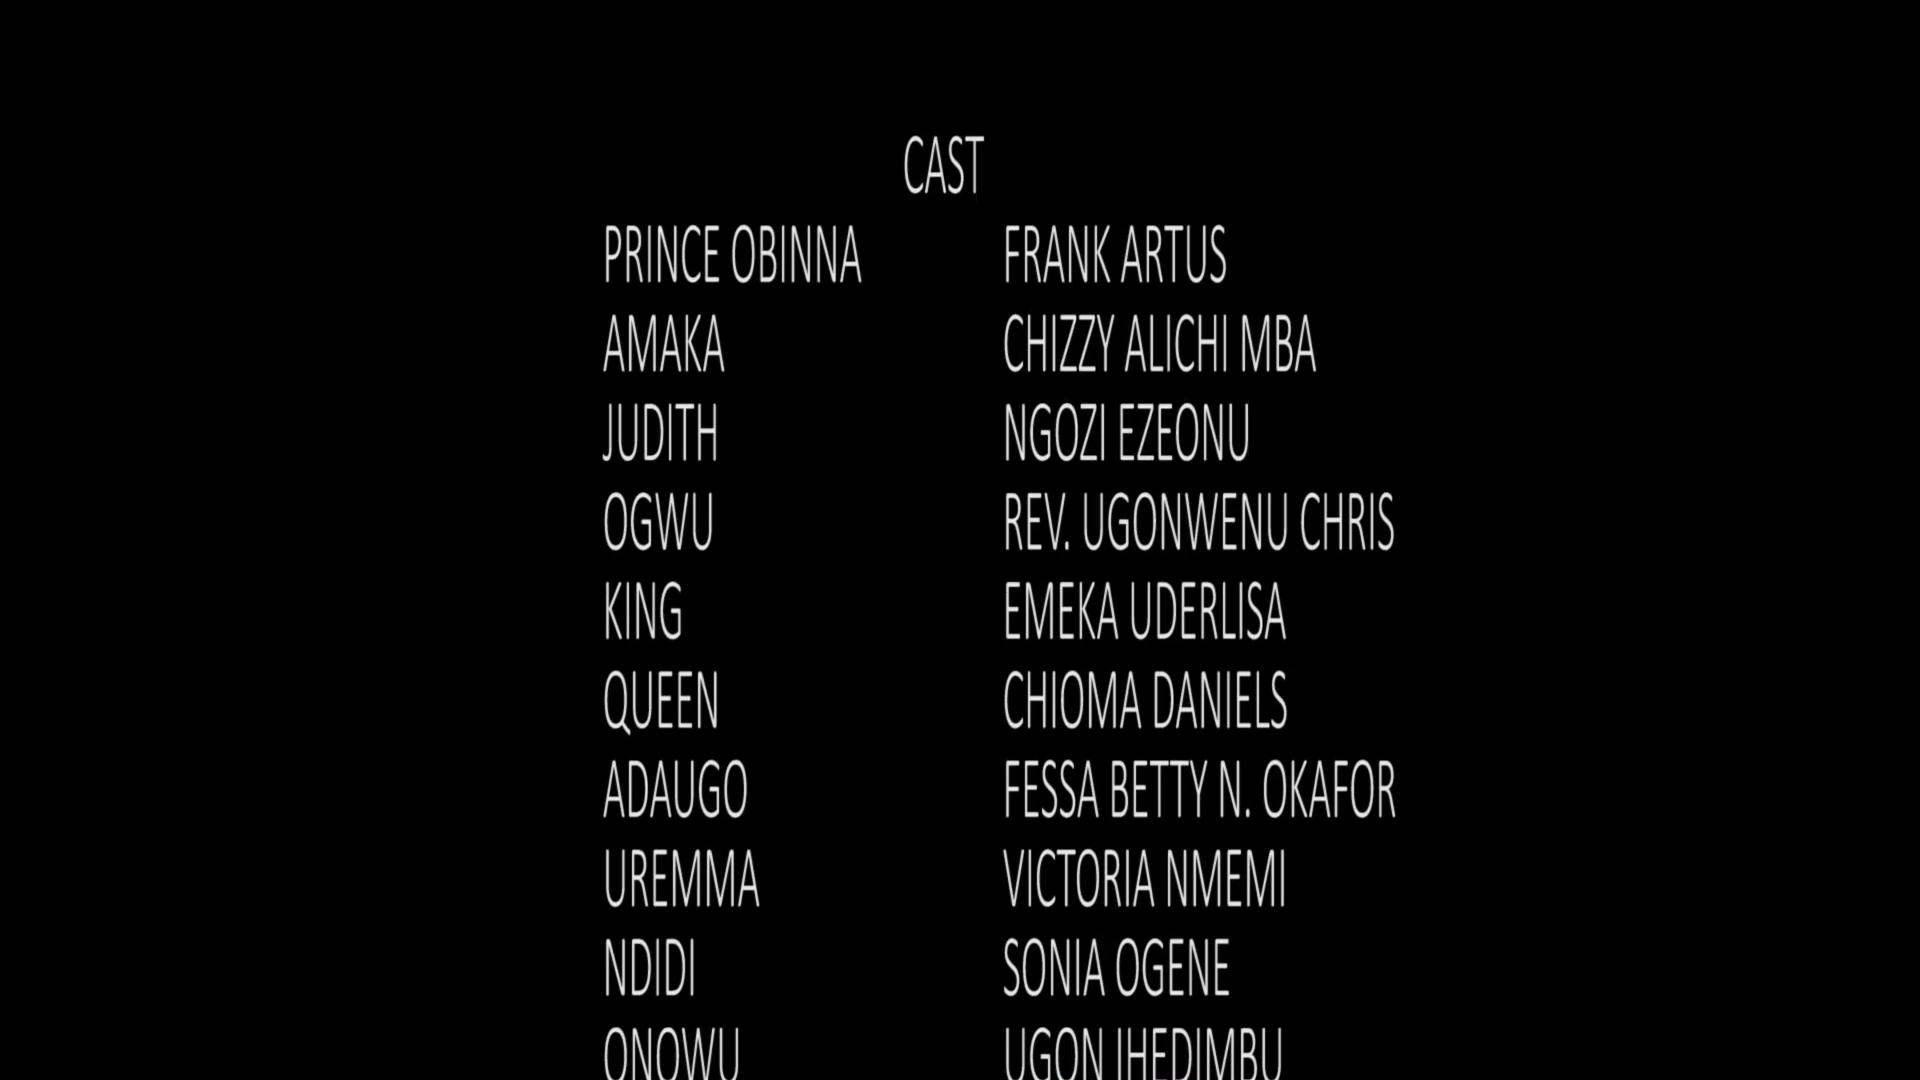 CAST
PRINCE OBINNA FRANK ARTUS
AMAKA CHIZZY ALICHI MBA
JUDITH NGOZI EZEONU
OGWU REV. UGONWENU CHRIS
KING EMEKA UDERLISA
QUEEN CHIOMA DANIELS
ADAUGO FESSA BETTY N. OKAFOR
UREMMA VICTORIA NMEMI
NDIDI SONIA OGENE
ONOWU UGON IHEDIMBU